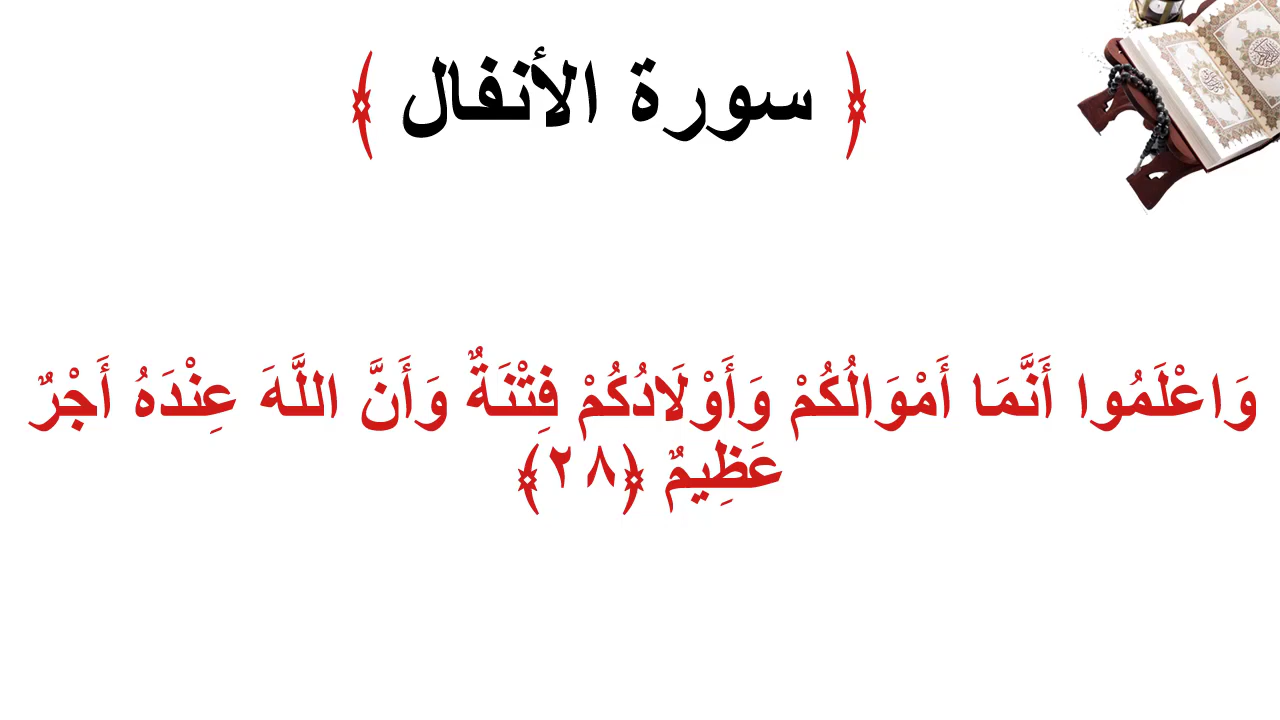 ﴿ سورة الأنفال ﴾
وَاعْلَمُوا أَنَّمَا أَمْوَالُكُمْ وَأَوْلَادُكُمْ فِتْنَةٌ وَأَنَّ اللَّهَ عِنْدَهُ أَجْرٌ
عَظِيمٌ ﴿٢٨﴾